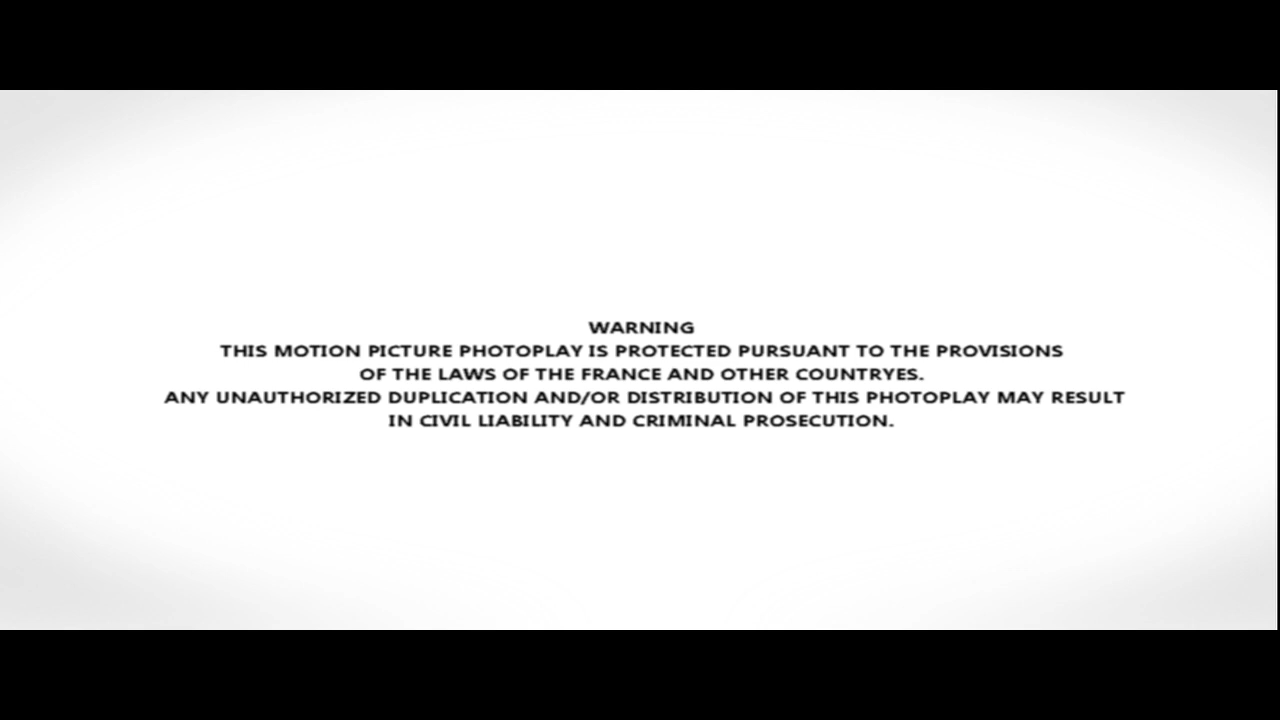 WARNING
THIS MOTION PICTURE PHOTOPLAY IS PROTECTED PURSUANT TO THE PROVISIONS
OF THE LAWS OF THE FRANCE AND OTHER COUNTRYES.
ANY UNAUTHORIZED DUPLICATION AND/OR DISTRIBUTION OF THIS PHOTOPLAY MAY RESULT
IN CIVIL LIABILITY AND CRIMINAL PROSECUTION.